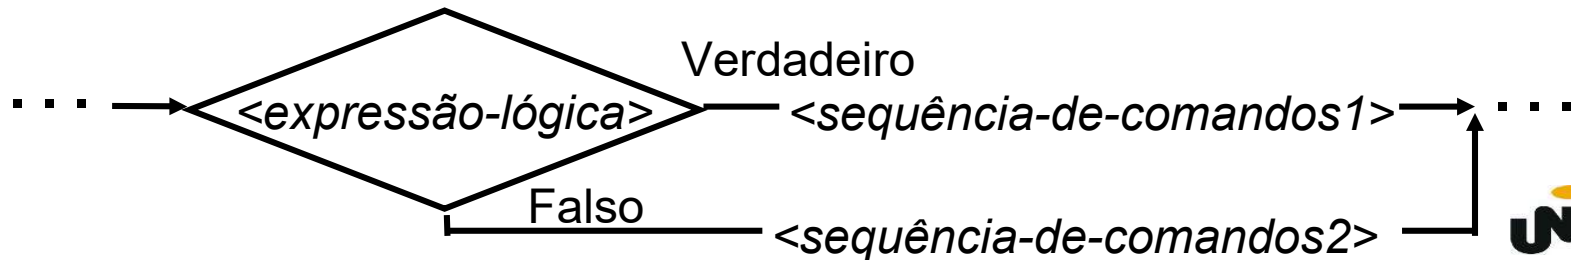 Verdadeiro
. . . <expressão-lógica> <sequência-de-comandos1> . . .
Falso
<sequência-de-comandos2>